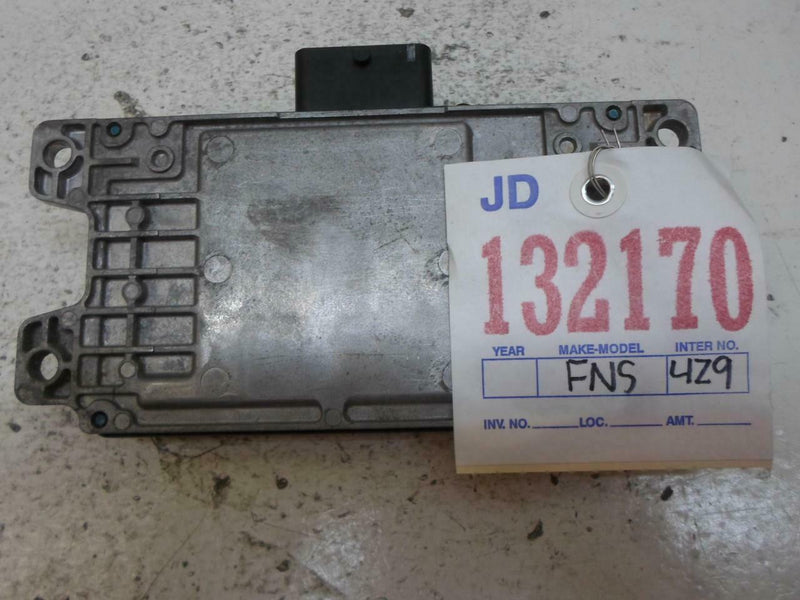 JD
132170
YEAR MAKE-MODEL INTER NO.
FNS 429
INV. NO. LOC. AMT.